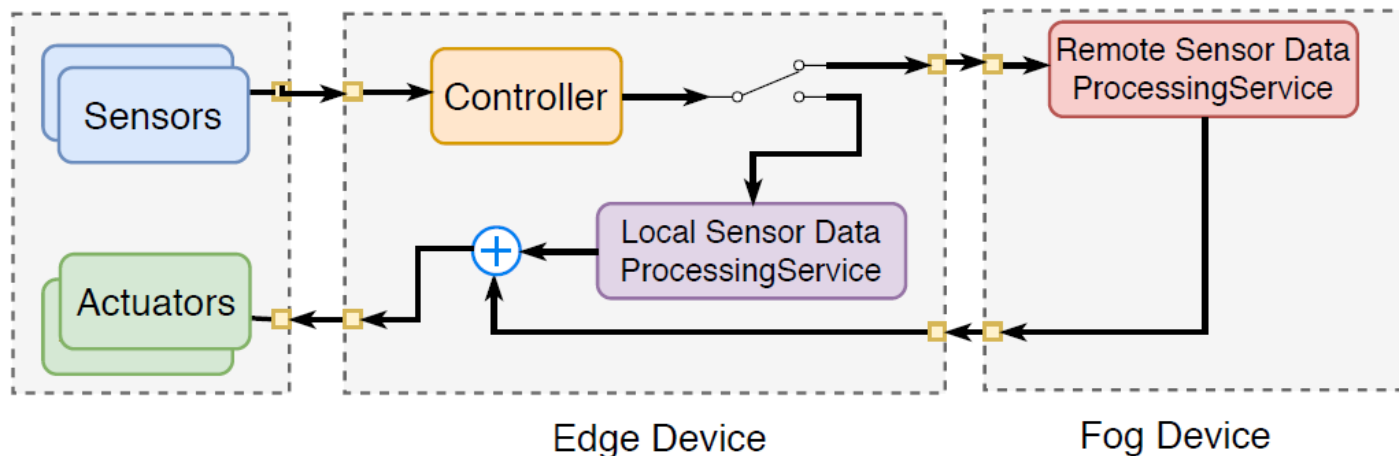 Sensors
Controller
Remote Sensor Data
ProcessingService
Local Sensor Data
ProcessingService
Actuators
Edge Device
Fog Device